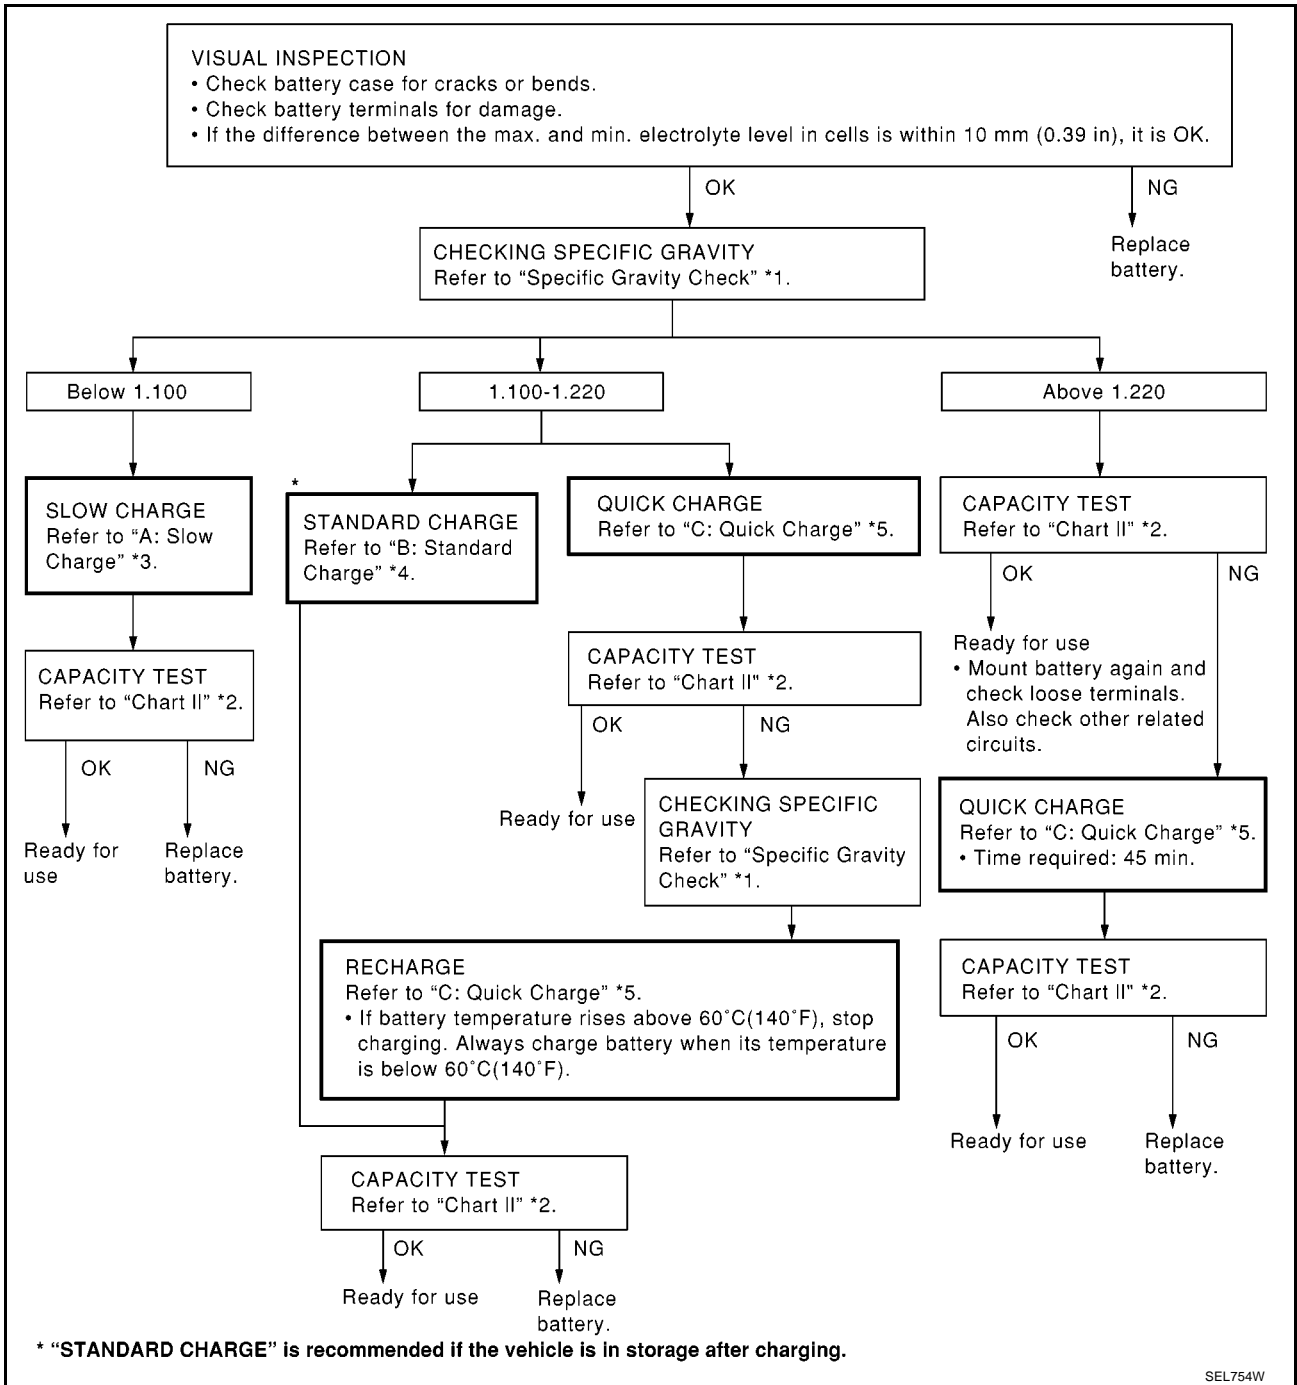 VISUAL INSPECTION
• Check battery case for cracks or bends.
• Check battery terminals for damage.
• If the difference between the max. and min. electrolyte level in cells is within 10 mm (0.39 in), it is OK.
OK
NG
Replace
battery.
CHECKING SPECIFIC GRAVITY
Refer to “Specific Gravity Check” *1.
Below 1.100
1.100-1.220
Above 1.220
SLOW CHARGE
Refer to “A: Slow
Charge” *3.
CAPACITY TEST
Refer to “Chart II” *2.
OK
NG
Ready for
use
Replace
battery.
*
STANDARD CHARGE
Refer to “B: Standard
Charge” *4.
QUICK CHARGE
Refer to “C: Quick Charge” *5.
CAPACITY TEST
Refer to “Chart II” *2.
OK
NG
Ready for use
CHECKING SPECIFIC
GRAVITY
Refer to “Specific Gravity
Check” *1.
RECHARGE
Refer to “C: Quick Charge” *5.
• If battery temperature rises above 60˚C(140˚F), stop
charging. Always charge battery when its temperature
is below 60˚C(140˚F).
CAPACITY TEST
Refer to “Chart II” *2.
OK
NG
Ready for use
Replace
battery.
CAPACITY TEST
Refer to “Chart II” *2.
OK
NG
Ready for use
• Mount battery again and
check loose terminals.
Also check other related
circuits.
QUICK CHARGE
Refer to “C: Quick Charge” *5.
• Time required: 45 min.
CAPACITY TEST
Refer to “Chart II” *2.
OK
NG
Ready for use
Replace
battery.
* “STANDARD CHARGE” is recommended if the vehicle is in storage after charging.
SEL754W